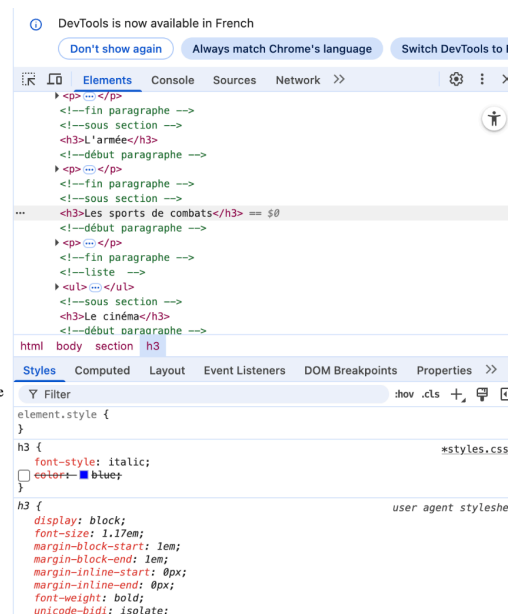 DevTools is now available in French
Don't show again Always match Chrome's language Switch DevTools to
Elements Console Sources Network >>
<p>…</p>
<!--fin paragraphe -->
<!--sous section -->
<h3>L'armée</h3>
<!--début paragraphe -->
<p>…</p>
<!--fin paragraphe -->
<!--sous section -->
… <h3>Les sports de combats</h3> == $0
<!--début paragraphe -->
<p>…</p>
<!--fin paragraphe -->
<!--liste  -->
<ul>…</ul>
<!--sous section -->
<h3>Le cinéma</h3>
<!--début paragraphe -->
html body section h3
Styles Computed Layout Event Listeners DOM Breakpoints Properties >>
Filter :hov .cls
element.style {
}
h3 { *styles.css
font-style: italic;
color: blue;
}
h3 { user agent styleshe
display: block;
font-size: 1.17em;
margin-block-start: 1em;
margin-block-end: 1em;
margin-inline-start: 0px;
margin-inline-end: 0px;
font-weight: bold;
unicode-bidi: isolate;